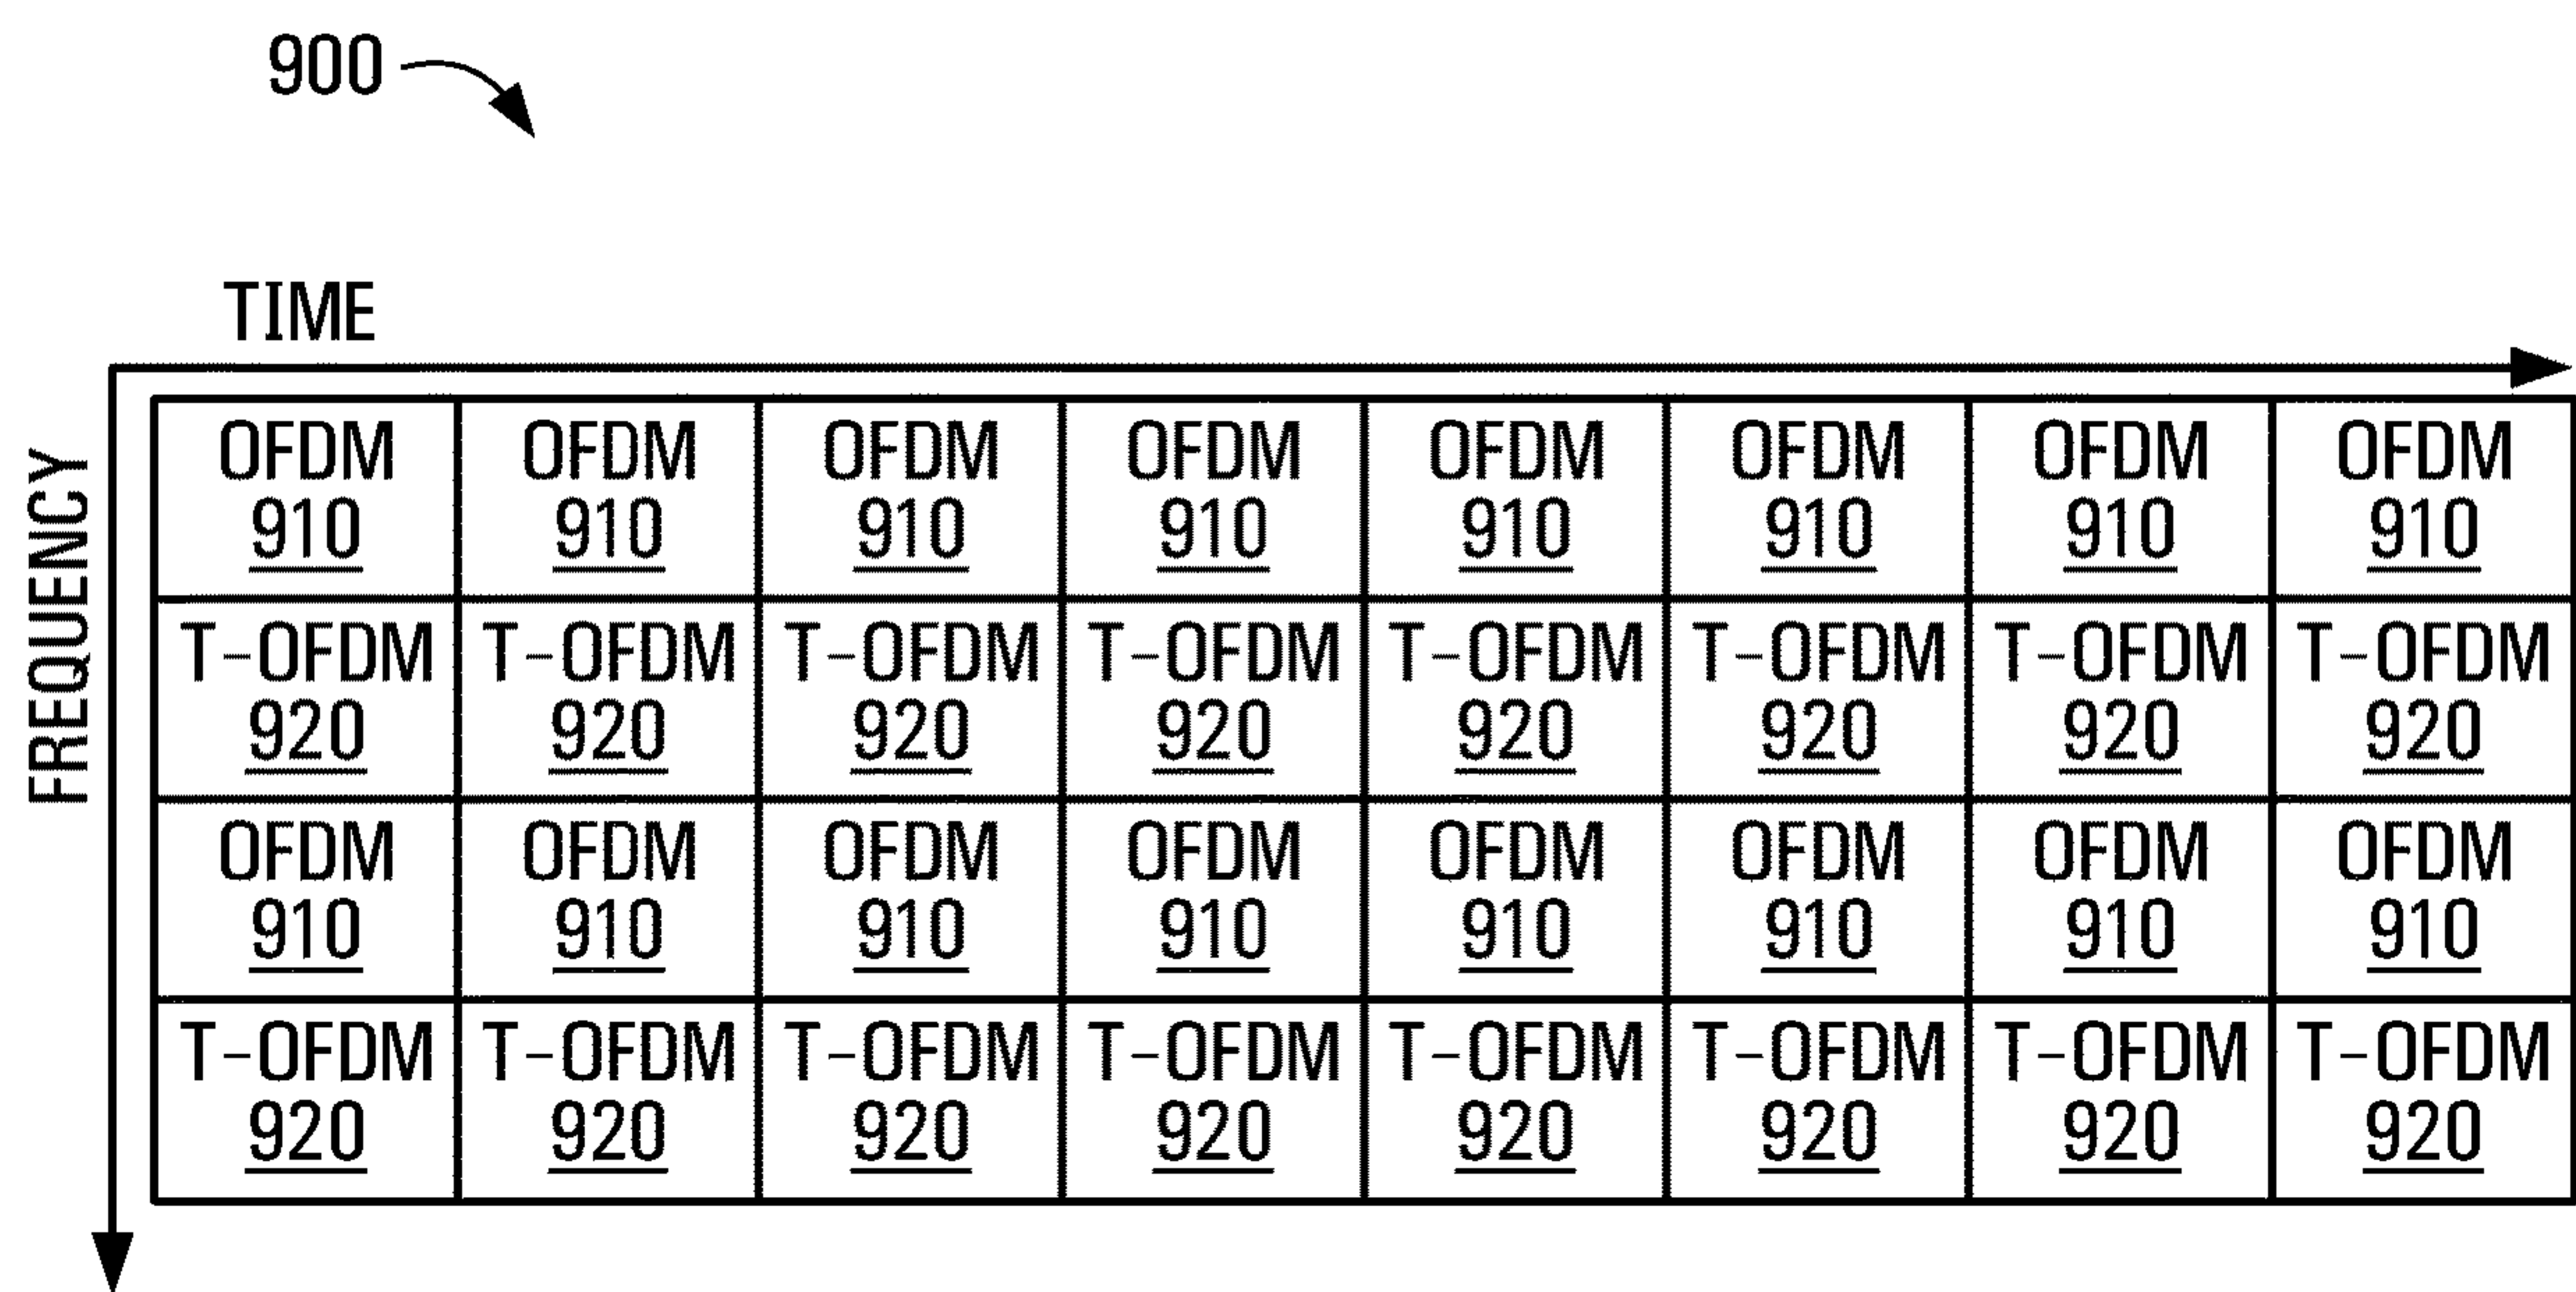 900
TIME
FREQUENCY
OFDM OFDM OFDM OFDM OFDM OFDM OFDM OFDM
910 910 910 910 910 910 910 910
T-OFDM T-OFDM T-OFDM T-OFDM T-OFDM T-OFDM T-OFDM T-OFDM
920 920 920 920 920 920 920 920
OFDM OFDM OFDM OFDM OFDM OFDM OFDM OFDM
910 910 910 910 910 910 910 910
T-OFDM T-OFDM T-OFDM T-OFDM T-OFDM T-OFDM T-OFDM T-OFDM
920 920 920 920 920 920 920 920